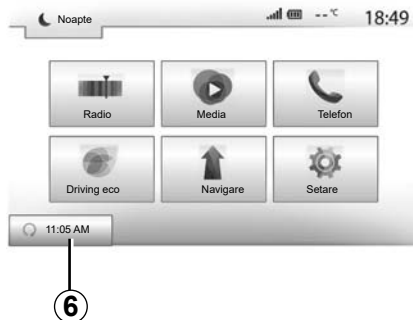 Noapte
--°C
18:49
Radio
Media
Telefon
Driving eco
Navigare
Setare
11:05 AM
6